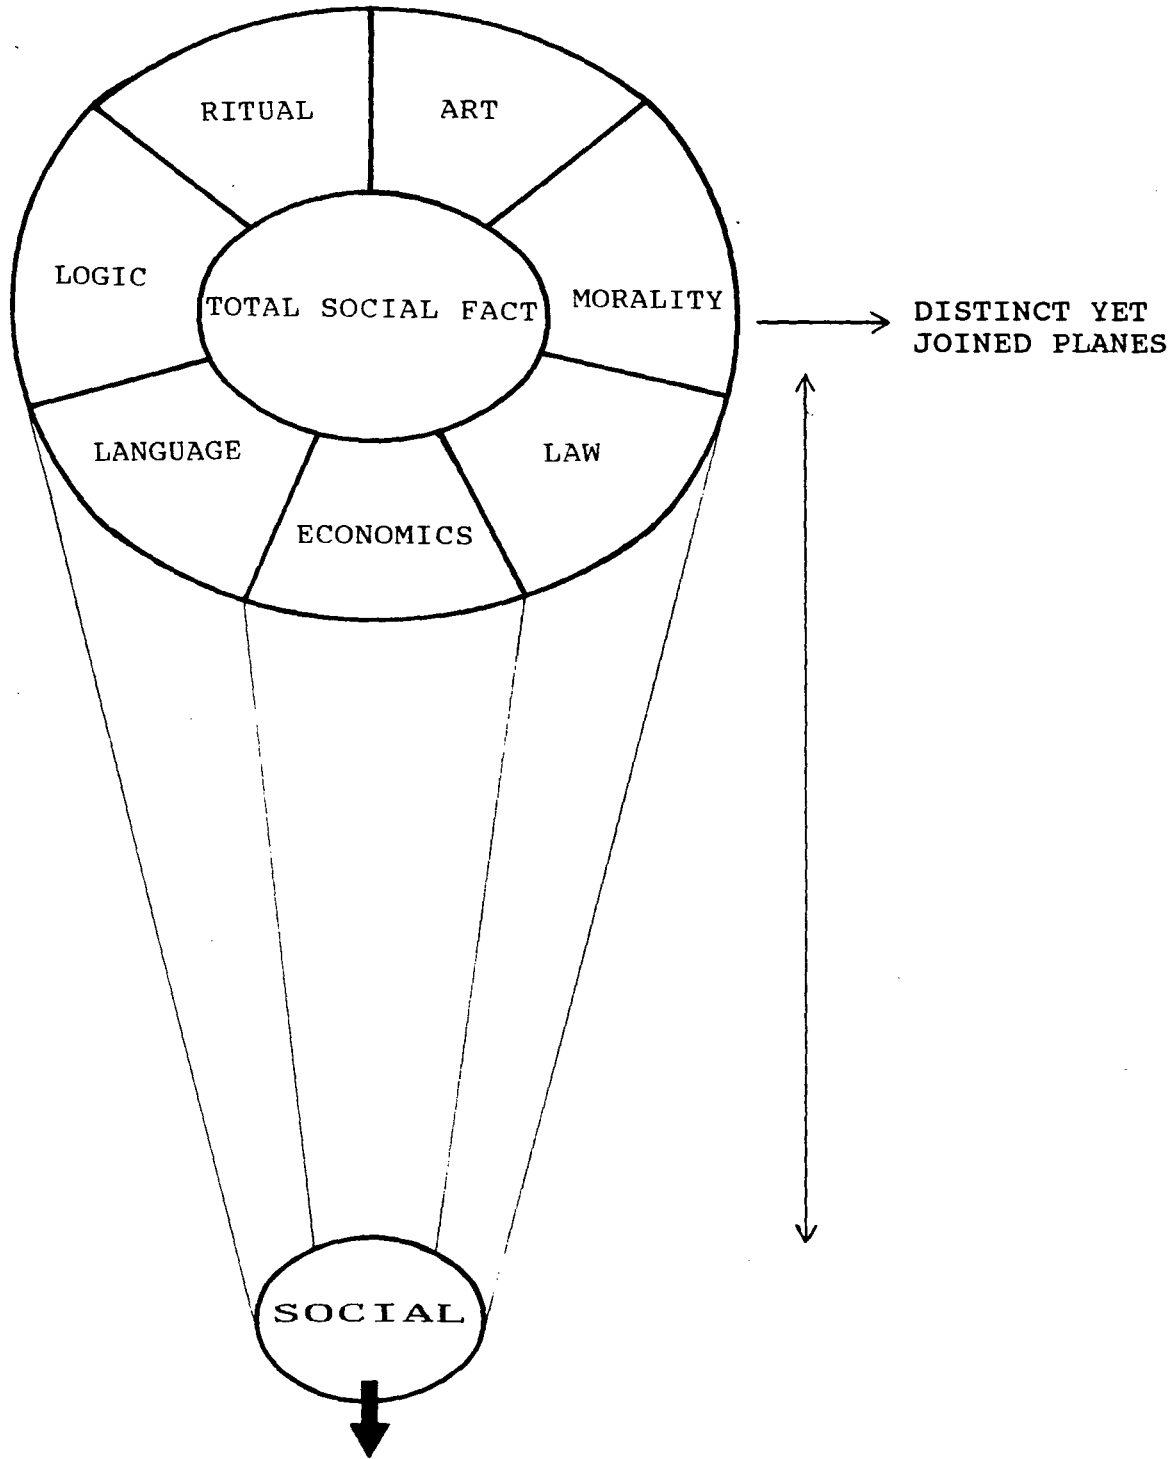 RITUAL
ART
LOGIC
TOTAL SOCIAL FACT
MORALITY
DISTINCT YET
JOINED PLANES
LANGUAGE
LAW
ECONOMICS
SOCIAL